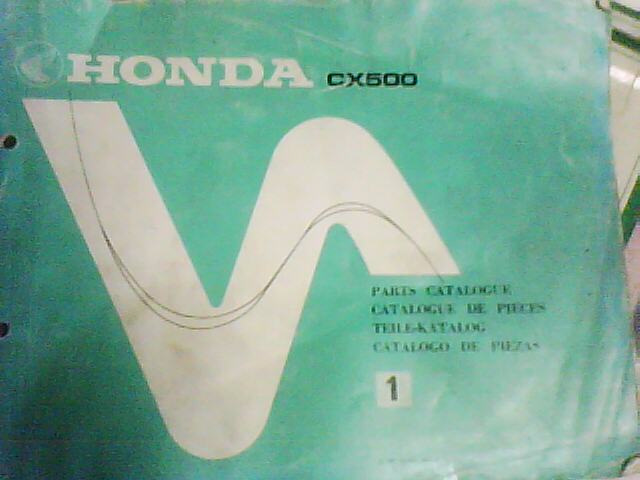 HONDA CX500
PARTS CATALOGUE
CATALOGUE DE PIECES
TEILE-KATALOG
CATALOGO DE PIEZAS
1